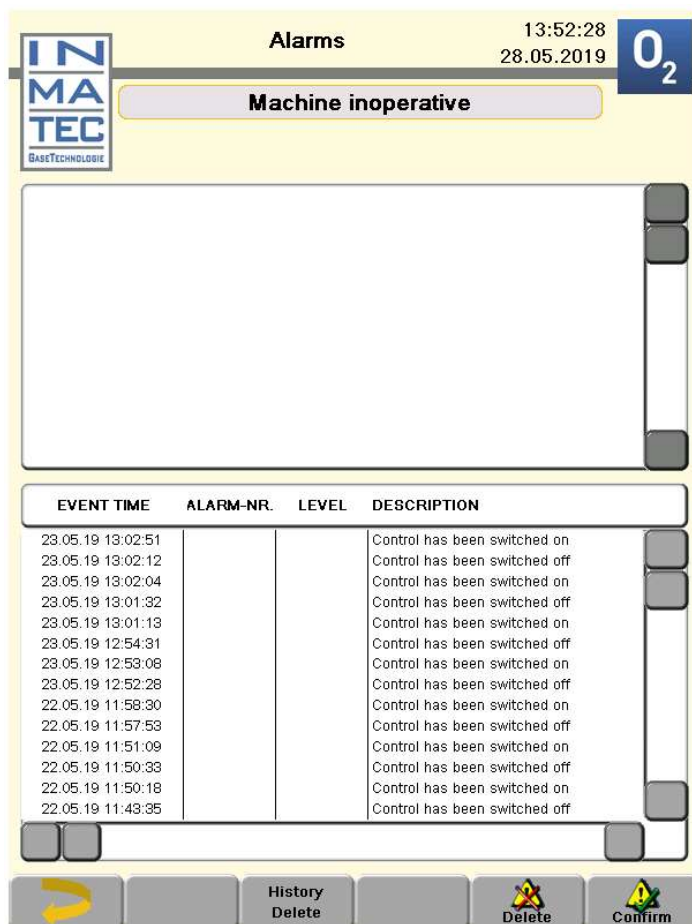 IN
MA
TEC
GASETECHNOLOGIE
Alarms
13:52:28
28.05.2019
O2
Machine inoperative
EVENT TIME ALARM-NR. LEVEL DESCRIPTION
23.05.19 13:02:51 Control has been switched on
23.05.19 13:02:12 Control has been switched off
23.05.19 13:02:04 Control has been switched on
23.05.19 13:01:32 Control has been switched off
23.05.19 13:01:13 Control has been switched on
23.05.19 12:54:31 Control has been switched off
23.05.19 12:53:08 Control has been switched on
23.05.19 12:52:28 Control has been switched off
22.05.19 11:58:30 Control has been switched on
22.05.19 11:57:53 Control has been switched off
22.05.19 11:51:09 Control has been switched on
22.05.19 11:50:33 Control has been switched off
22.05.19 11:50:18 Control has been switched on
22.05.19 11:43:35 Control has been switched off
History
Delete
Delete
Confirm